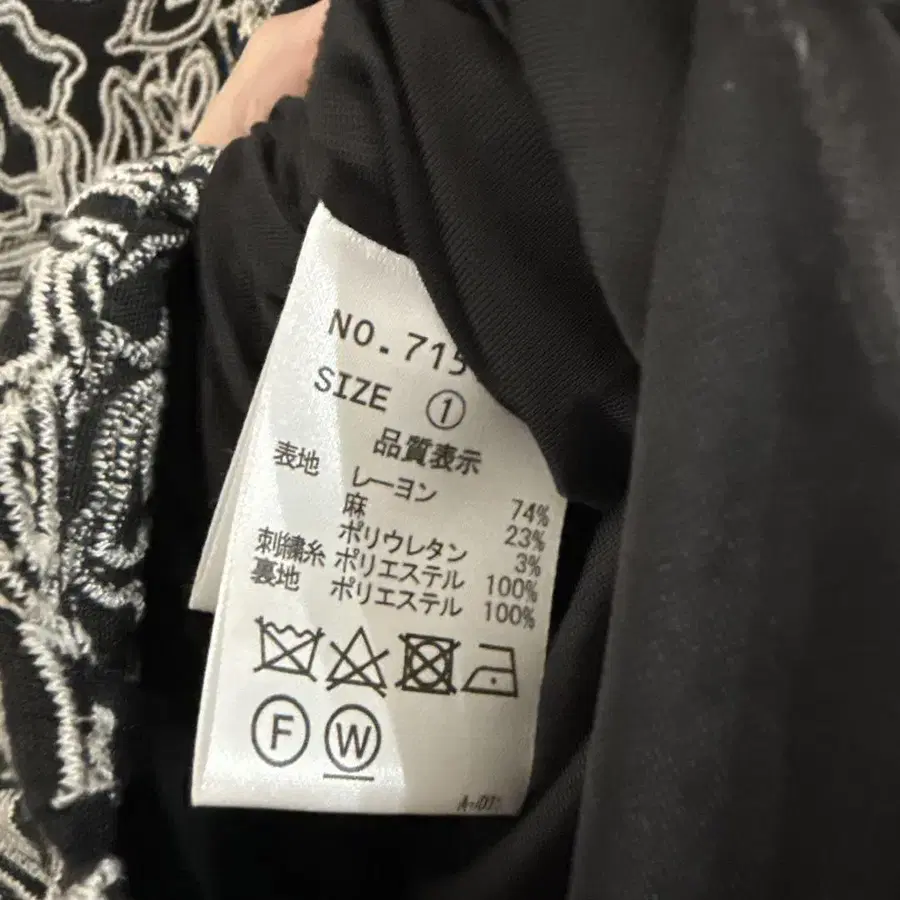 NO.715
SIZE ①
品質表示
表地 レーヨン 74%
麻 23%
ポリウレタン 3%
刺繍糸 ポリエステル 100%
裏地 ポリエステル 100%
F W